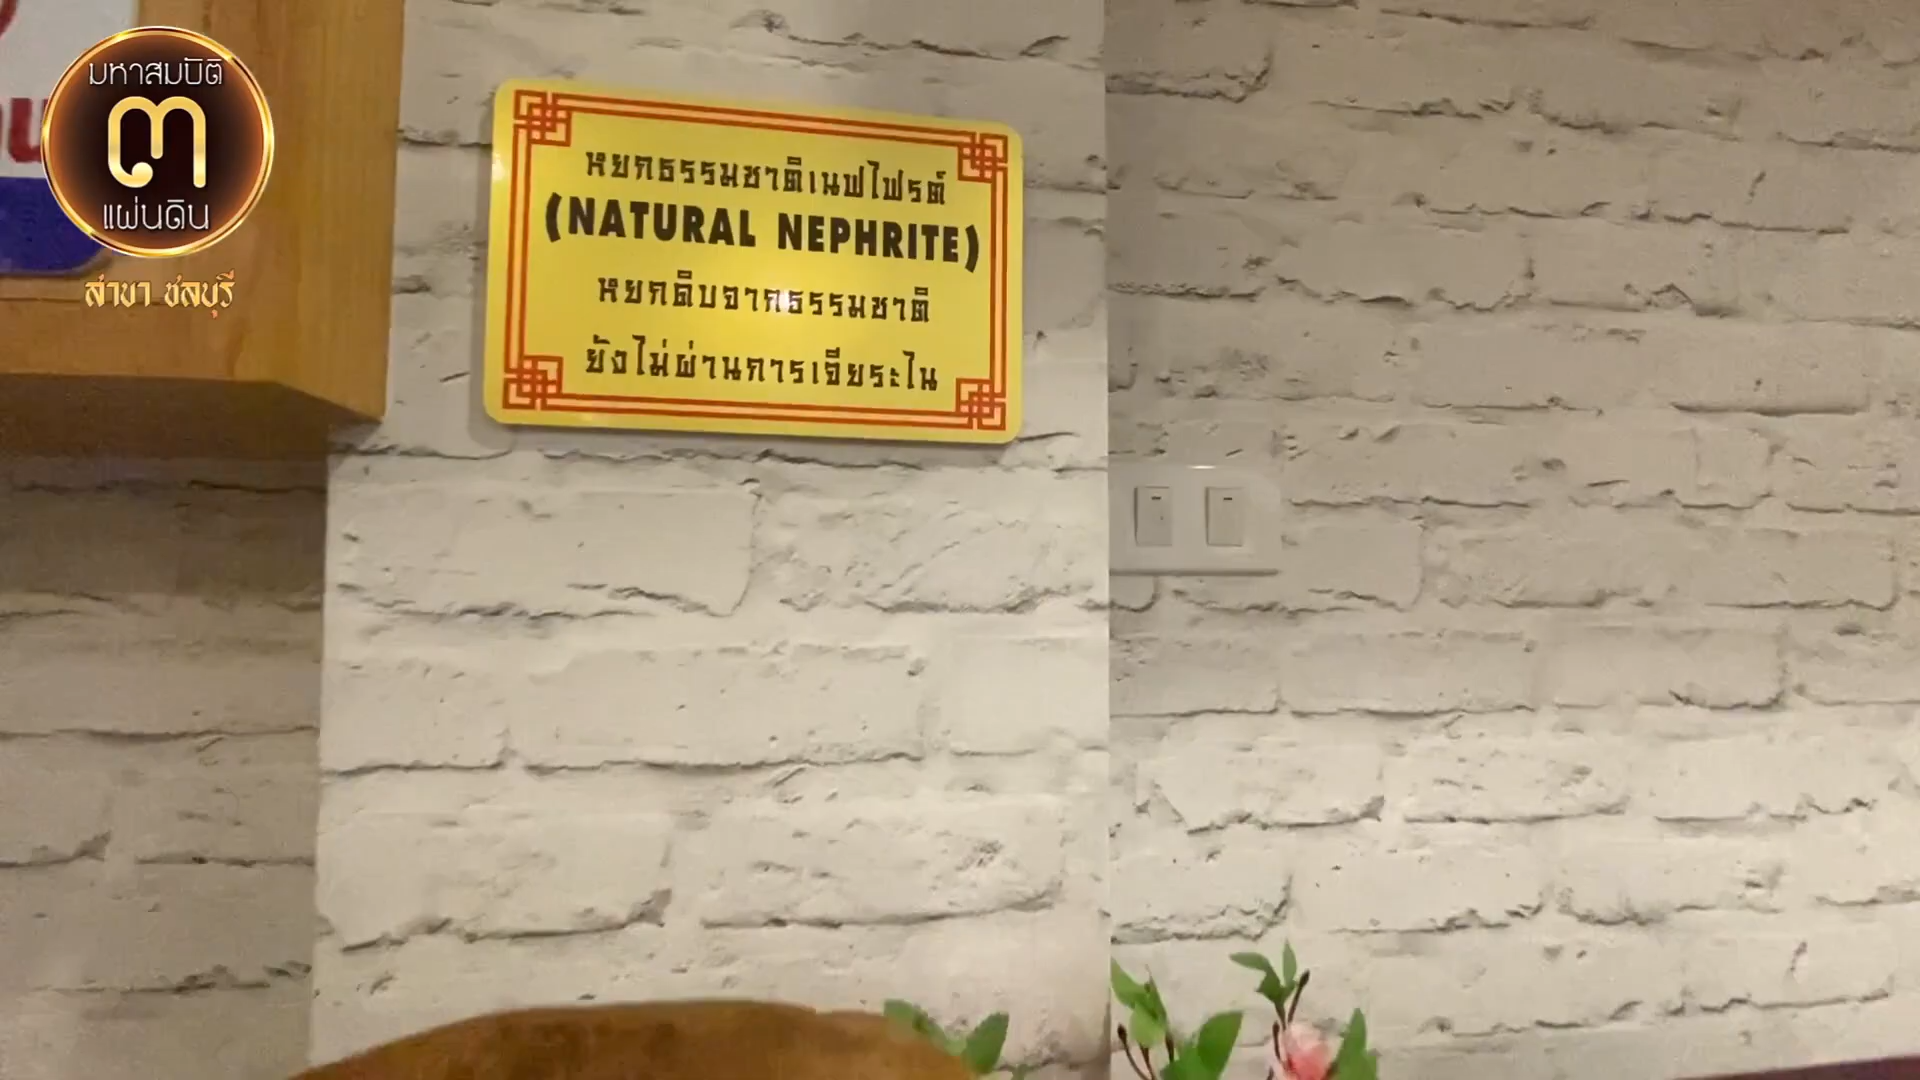 มหาสมบัติ
๓
แผ่นดิน
สาขา ชลบุรี
หยกธรรมชาติเนฟไฟรต์
(NATURAL NEPHRITE)
หยกดิบจากธรรมชาติ
ยังไม่ผ่านการเจียระไน